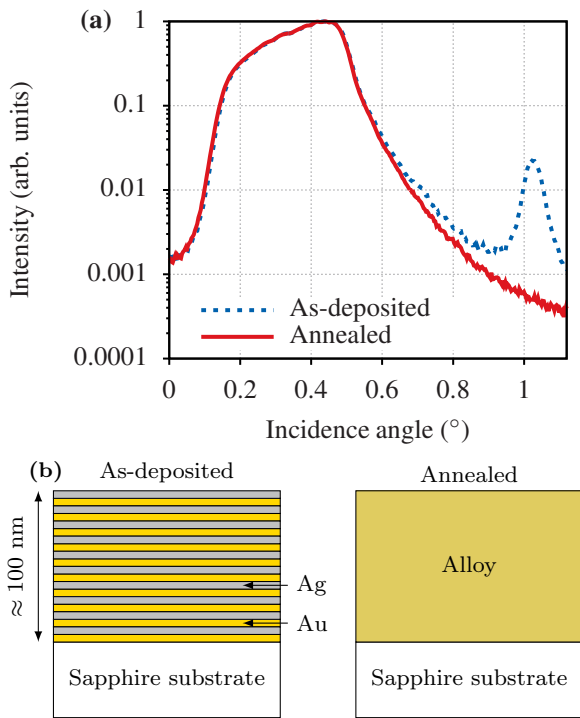 (a)
1
0.1
0.01
0.001
0.0001
Intensity (arb. units)
As-deposited
Annealed
0 0.2 0.4 0.6 0.8 1
Incidence angle (°)
(b) As-deposited Annealed
≈ 100 nm
Ag
Au
Alloy
Sapphire substrate Sapphire substrate